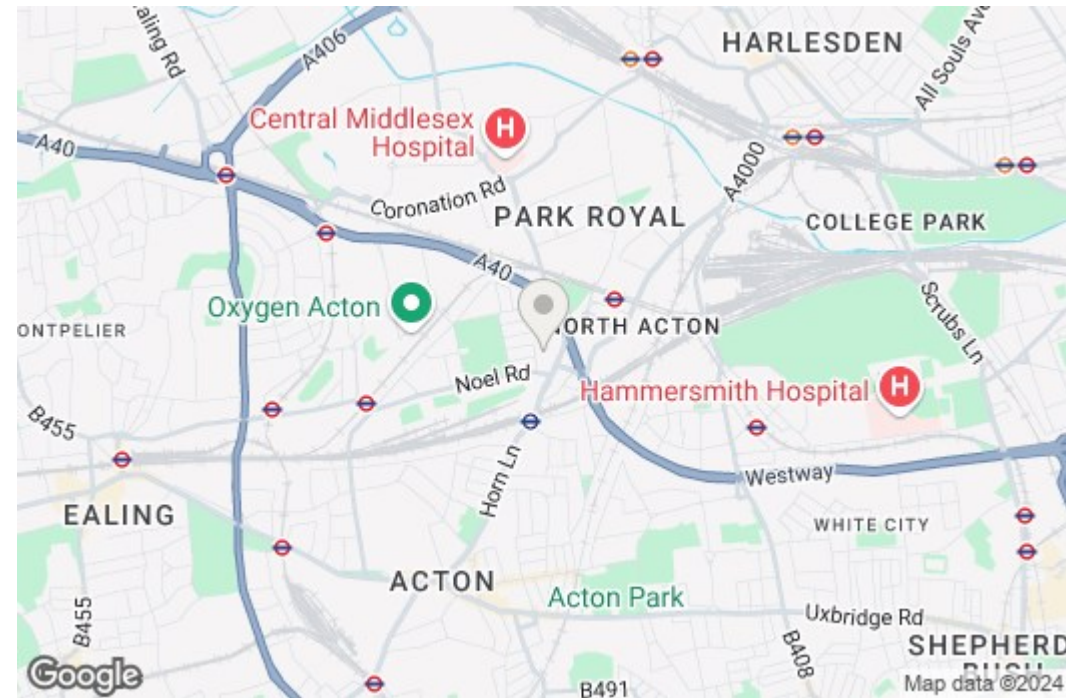 HARLESDEN
aling Rd
A406
All Souls Ave
Central Middlesex
Hospital
H
A40
A4000
Coronation Rd
PARK ROYAL
COLLEGE PARK
A40
Oxygen Acton
NORTH ACTON
Scrubs Ln
ONTPELIER
Noel Rd
Hammersmith Hospital
H
B455
Horn Ln
Westway
EALING
WHITE CITY
ACTON
Acton Park
B455
Uxbridge Rd
B408
SHEPHERD
BUSH
Google
B491
Map data ©2024